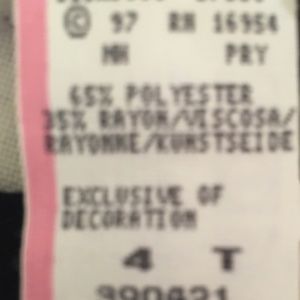 © 97 RN 16954
MH PRY
65% POLYESTER
35% RAYON/VISCOSA/
RAYONNE/KUNSTSEIDE
EXCLUSIVE OF
DECORATION
4 T